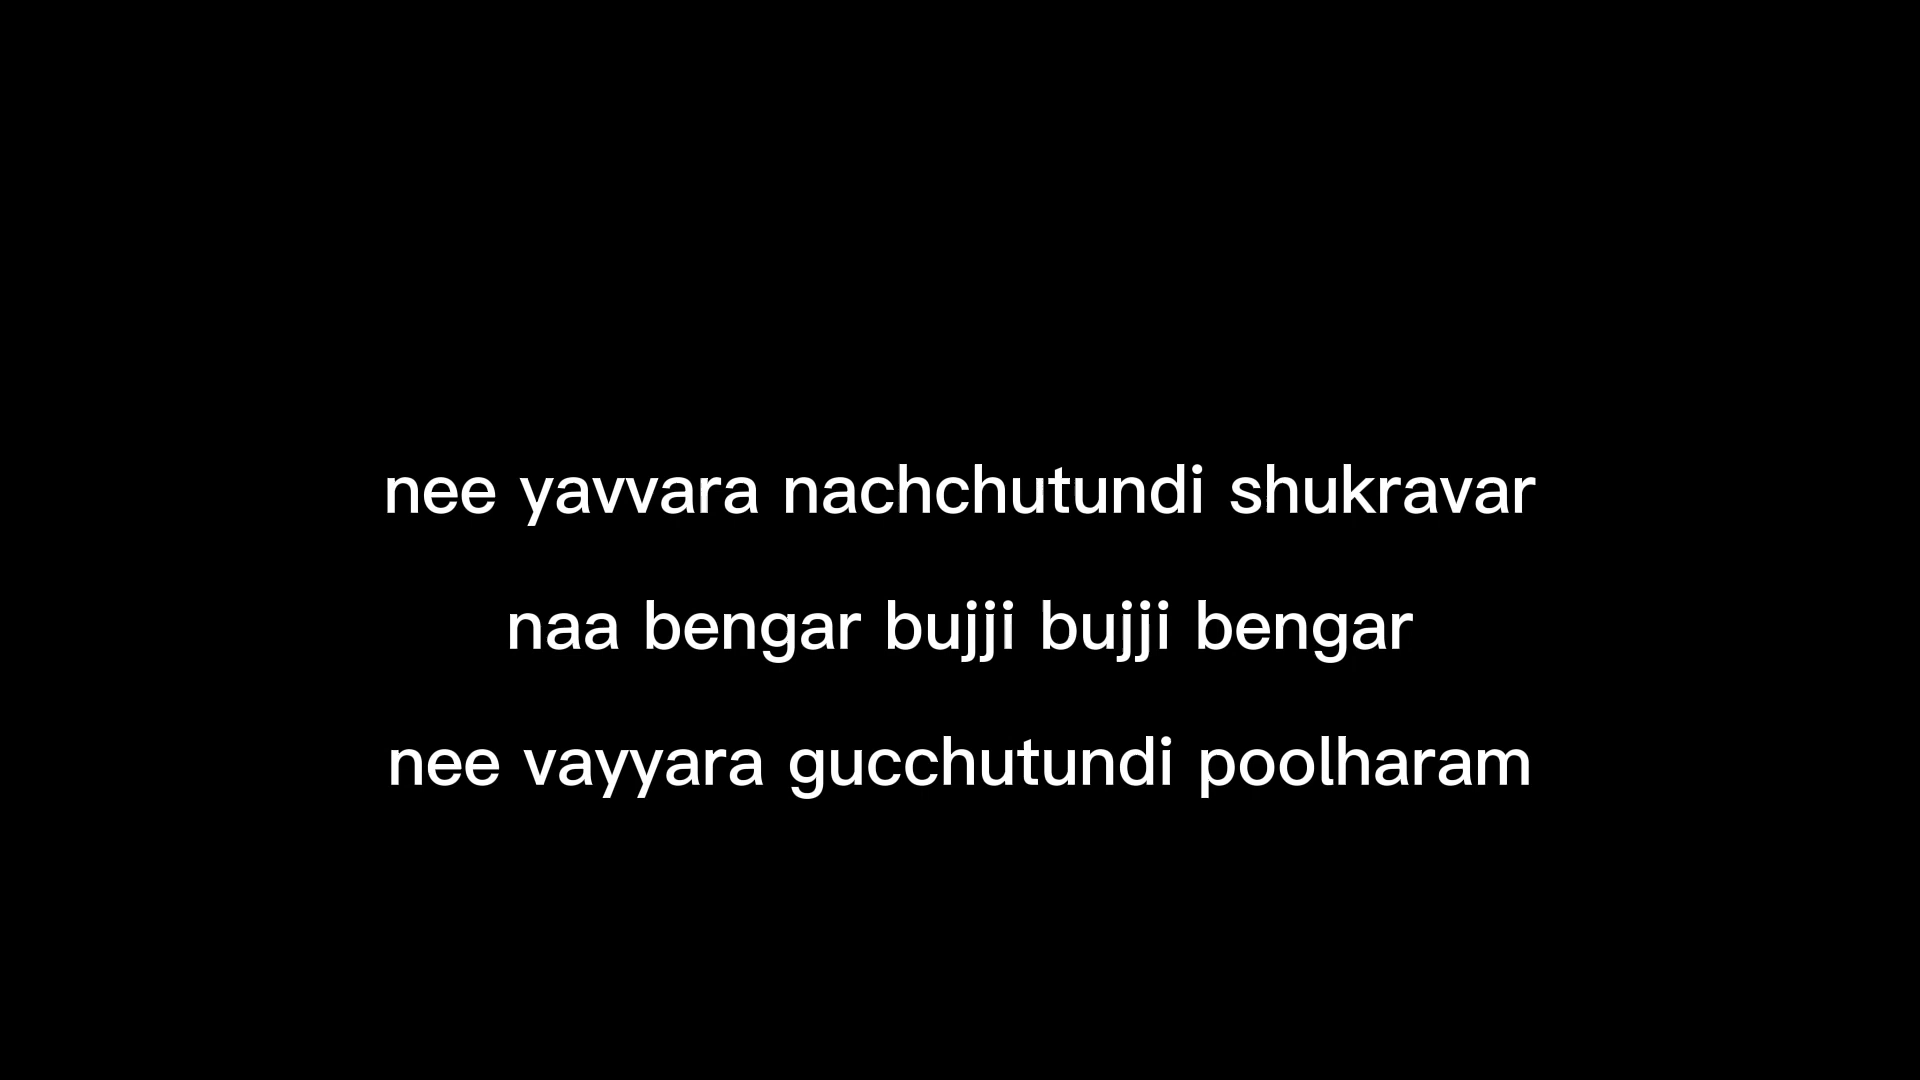 nee yavvara nachchutundi shukravar
naa bengar bujji bujji bengar
nee vayyara gucchutundi poolharam